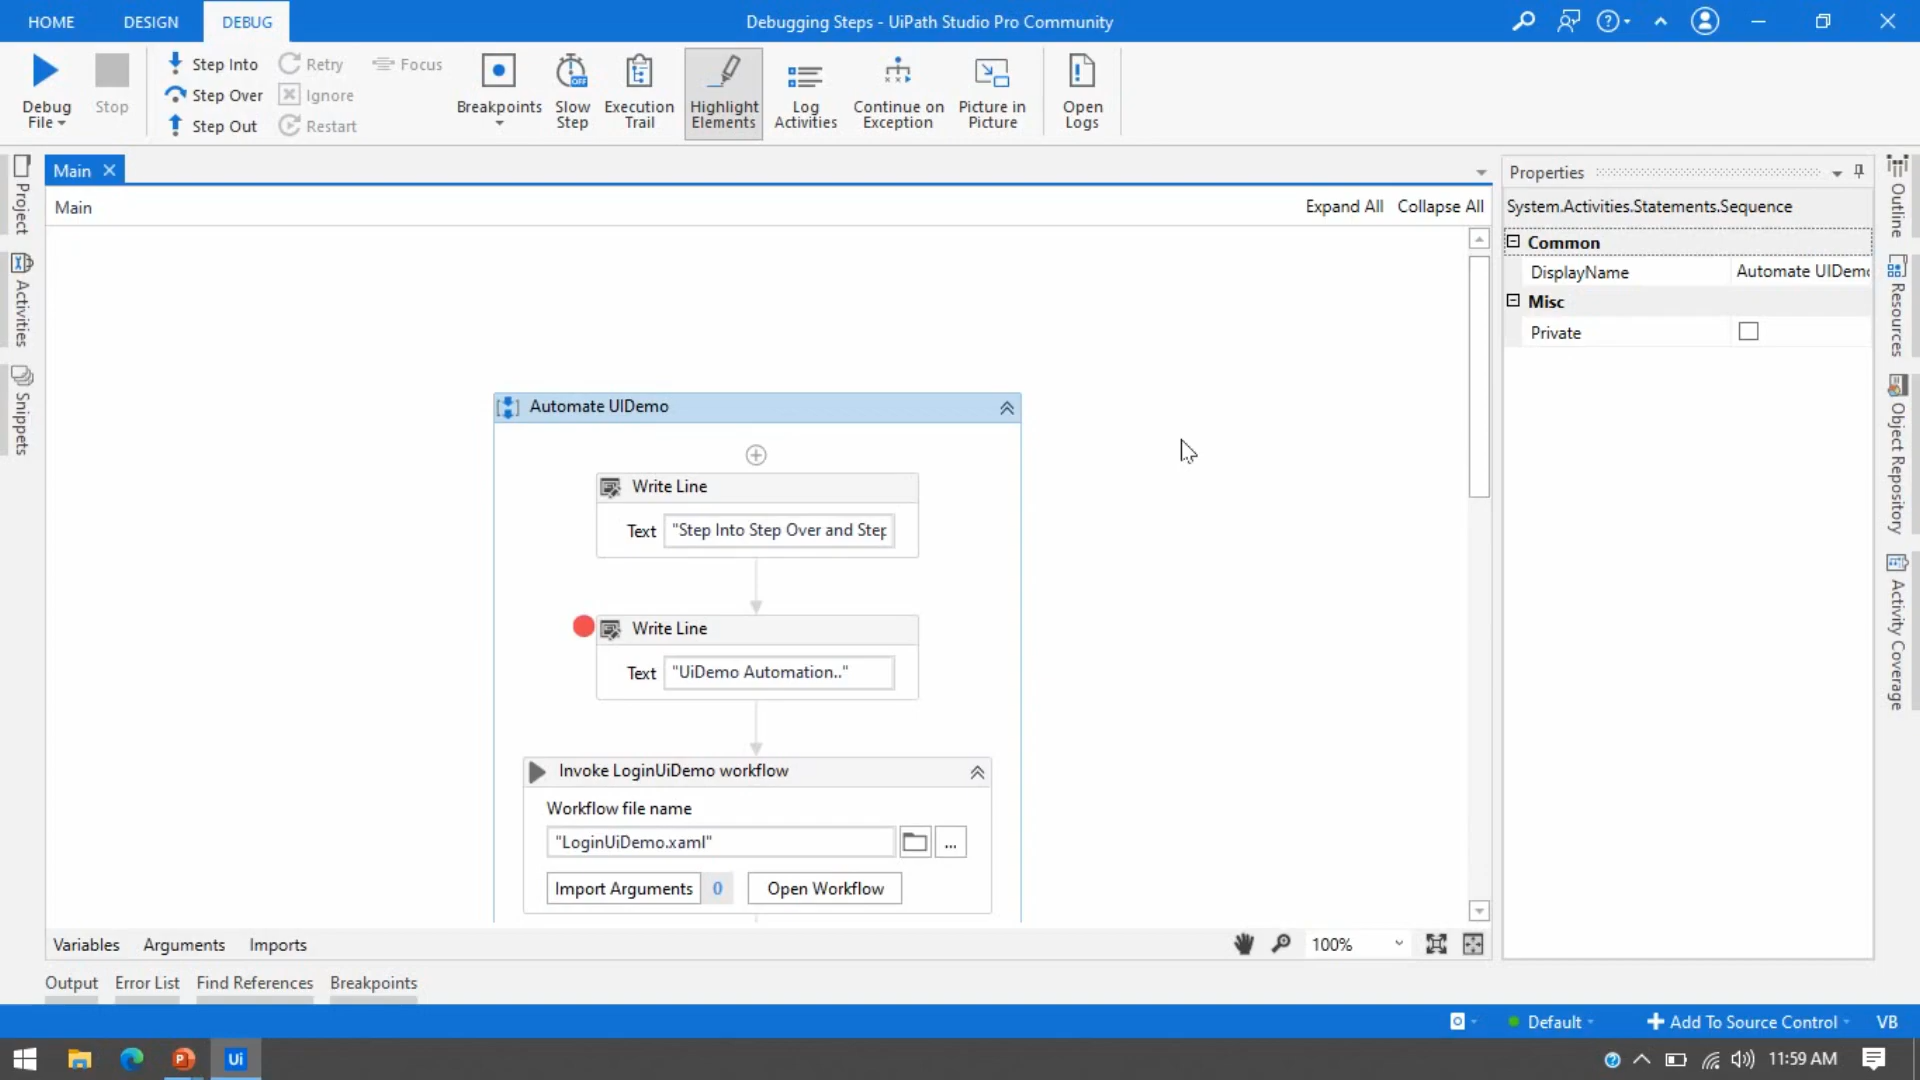 HOME DESIGN DEBUG Debugging Steps - UiPath Studio Pro Community
Debug File
Stop
Step Into
Step Over
Step Out
Retry
Ignore
Restart
Focus
Breakpoints
Slow Step
OFF
Execution Trail
Highlight Elements
Log Activities
Continue on Exception
Picture in Picture
Open Logs
Project
Activities
Snippets
Main
Main
Expand All Collapse All
Automate UIDemo
Write Line
Text "Step Into Step Over and Step
Write Line
Text "UiDemo Automation.."
Invoke LoginUiDemo workflow
Workflow file name
"LoginUiDemo.xaml"
...
Import Arguments 0 Open Workflow
Variables Arguments Imports
100%
Properties
System.Activities.Statements.Sequence
Common
DisplayName Automate UIDem
Misc
Private
Outline
Resources
Object Repository
Activity Coverage
Output Error List Find References Breakpoints
Default Add To Source Control VB
P
Ui
11:59 AM